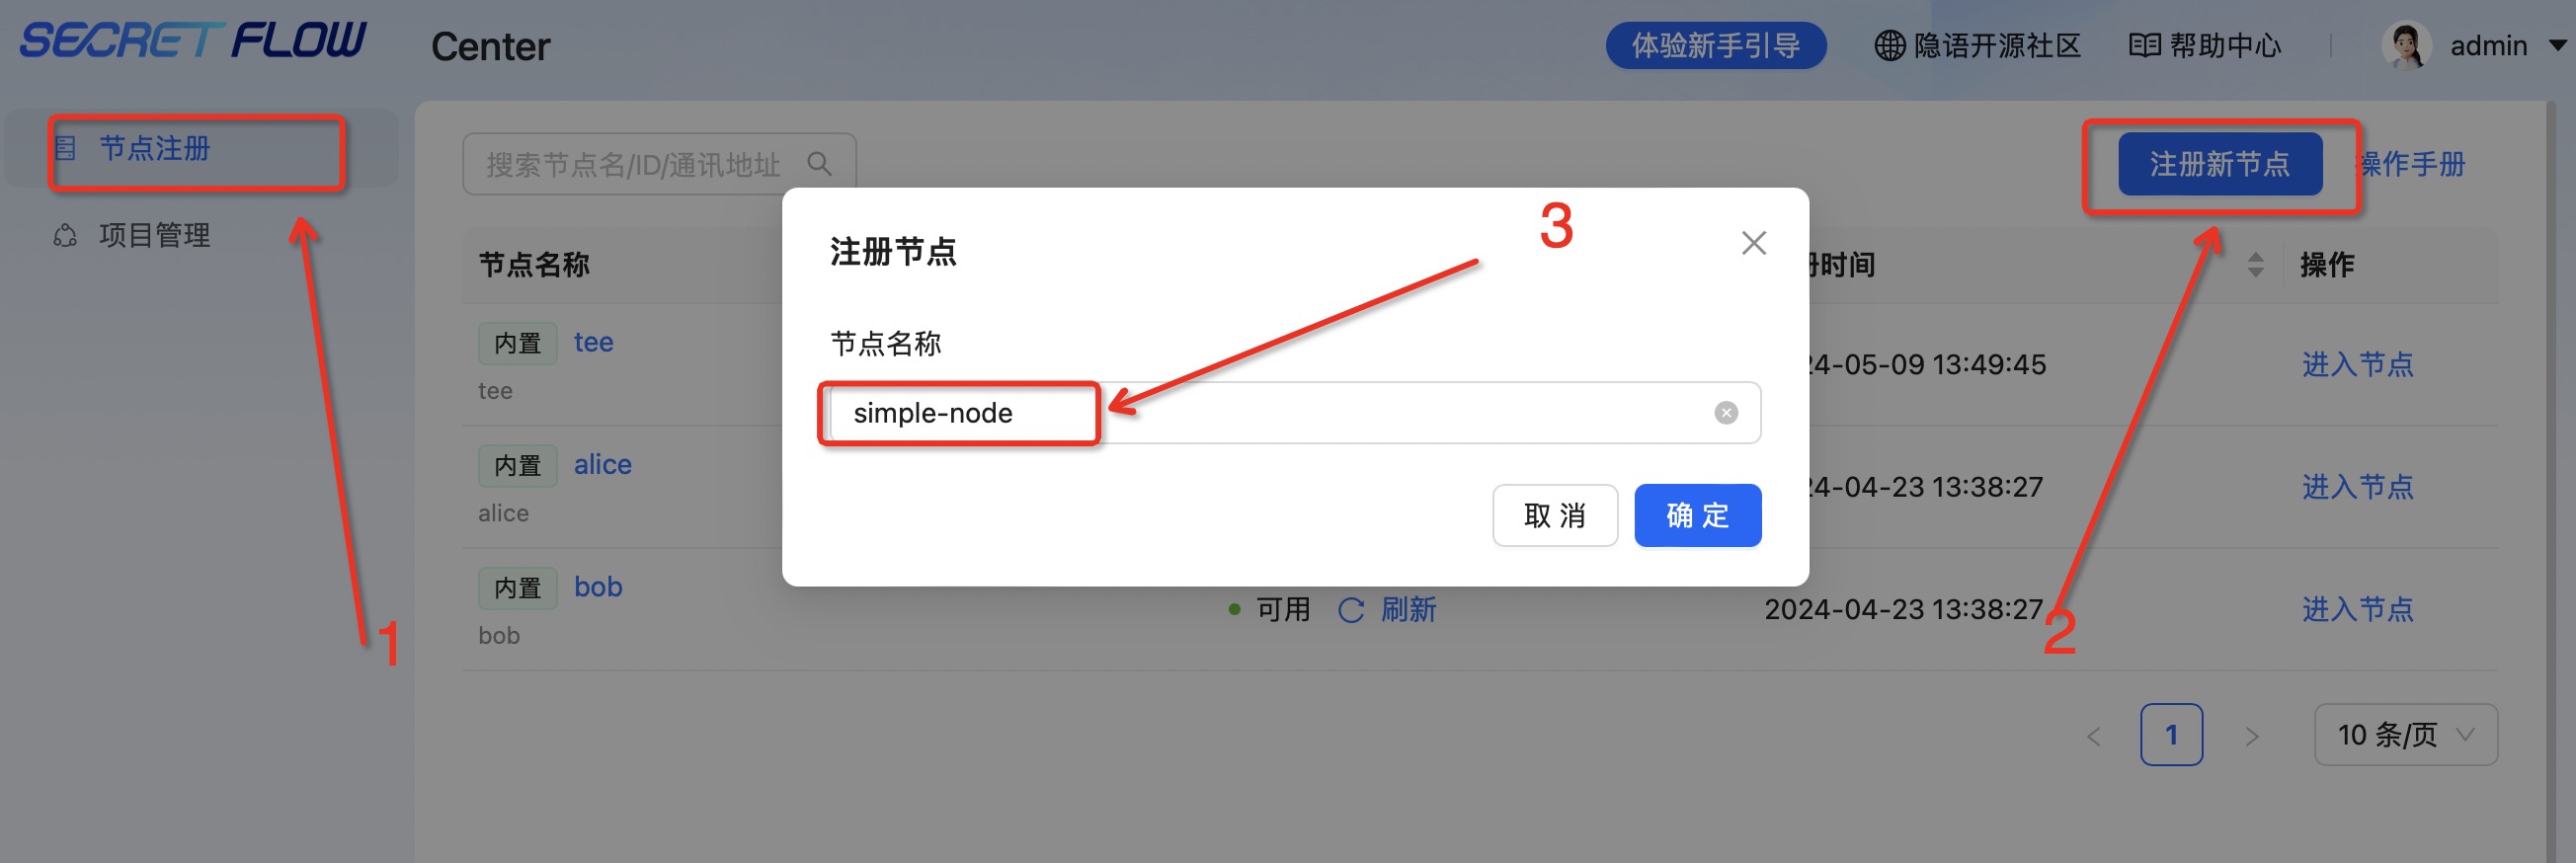 SECRET FLOW
Center
体验新手引导
隐语开源社区
帮助中心
admin
节点注册
项目管理
搜索节点名/ID/通讯地址
注册新节点
操作手册
节点名称
册时间
操作
内置 tee
tee
24-05-09 13:49:45
进入节点
内置 alice
alice
24-04-23 13:38:27
进入节点
内置 bob
bob
可用
刷新
2024-04-23 13:38:27
进入节点
注册节点
节点名称
simple-node
取 消
确 定
1
2
3
1
10 条/页